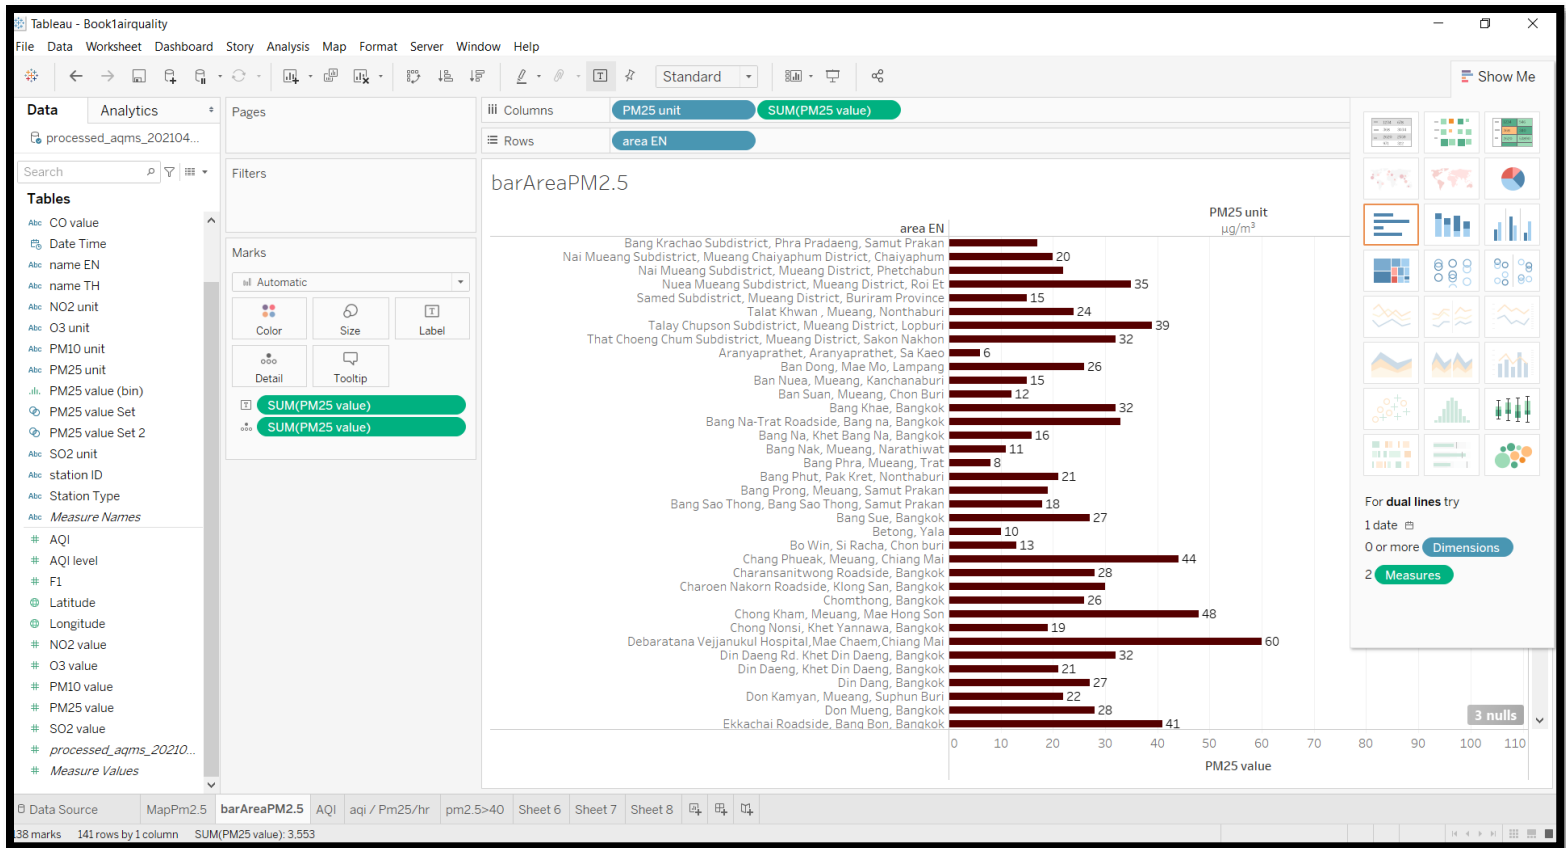 Tableau - Book1airquality
File Data Worksheet Dashboard Story Analysis Map Format Server Window Help
Standard
Show Me
Data Analytics
processed_aqms_202104...
Search
Tables
Abc CO value
Date Time
Abc name EN
Abc name TH
Abc NO2 unit
Abc O3 unit
Abc PM10 unit
Abc PM25 unit
PM25 value (bin)
PM25 value Set
PM25 value Set 2
Abc SO2 unit
Abc station ID
Abc Station Type
Abc Measure Names
# AQI
# AQI level
# F1
Latitude
Longitude
# NO2 value
# O3 value
# PM10 value
# PM25 value
# SO2 value
# processed_aqms_20210...
# Measure Values
Pages
Filters
Marks
Automatic
Color Size Label
Detail Tooltip
SUM(PM25 value)
SUM(PM25 value)
Columns PM25 unit SUM(PM25 value)
Rows area EN
barAreaPM2.5
PM25 unit
area EN µg/m³
Bang Krachao Subdistrict, Phra Pradaeng, Samut Prakan
Nai Mueang Subdistrict, Mueang Chaiyaphum District, Chaiyaphum 20
Nai Mueang Subdistrict, Mueang District, Phetchabun
Nuea Mueang Subdistrict, Mueang District, Roi Et 35
Samed Subdistrict, Mueang District, Buriram Province 15
Talat Khwan , Mueang, Nonthaburi 24
Talay Chupson Subdistrict, Mueang District, Lopburi 39
That Choeng Chum Subdistrict, Mueang District, Sakon Nakhon 32
Aranyaprathet, Aranyaprathet, Sa Kaeo 6
Ban Dong, Mae Mo, Lampang 26
Ban Nuea, Mueang, Kanchanaburi 15
Ban Suan, Mueang, Chon Buri 12
Bang Khae, Bangkok 32
Bang Na-Trat Roadside, Bang na, Bangkok
Bang Na, Khet Bang Na, Bangkok 16
Bang Nak, Mueang, Narathiwat 11
Bang Phra, Mueang, Trat 8
Bang Phut, Pak Kret, Nonthaburi 21
Bang Prong, Meuang, Samut Prakan
Bang Sao Thong, Bang Sao Thong, Samut Prakan 18
Bang Sue, Bangkok 27
Betong, Yala 10
Bo Win, Si Racha, Chon buri 13
Chang Phueak, Meuang, Chiang Mai 44
Charansanitwong Roadside, Bangkok 28
Charoen Nakorn Roadside, Klong San, Bangkok
Chomthong, Bangkok 26
Chong Kham, Meuang, Mae Hong Son 48
Chong Nonsi, Khet Yannawa, Bangkok 19
Debaratana Vejjanukul Hospital,Mae Chaem,Chiang Mai 60
Din Daeng Rd. Khet Din Daeng, Bangkok 32
Din Daeng, Khet Din Daeng, Bangkok 21
Din Dang, Bangkok 27
Don Kamyan, Mueang, Suphun Buri 22
Don Mueng, Bangkok 28
Ekkachai Roadside, Bang Bon, Bangkok 41
3 nulls
0 10 20 30 40 50 60 70 80 90 100 110
PM25 value
For dual lines try
1 date
0 or more Dimensions
2 Measures
Data Source MapPm2.5 barAreaPM2.5 AQI aqi / Pm25/hr pm2.5>40 Sheet 6 Sheet 7 Sheet 8
138 marks 141 rows by 1 column SUM(PM25 value): 3,553